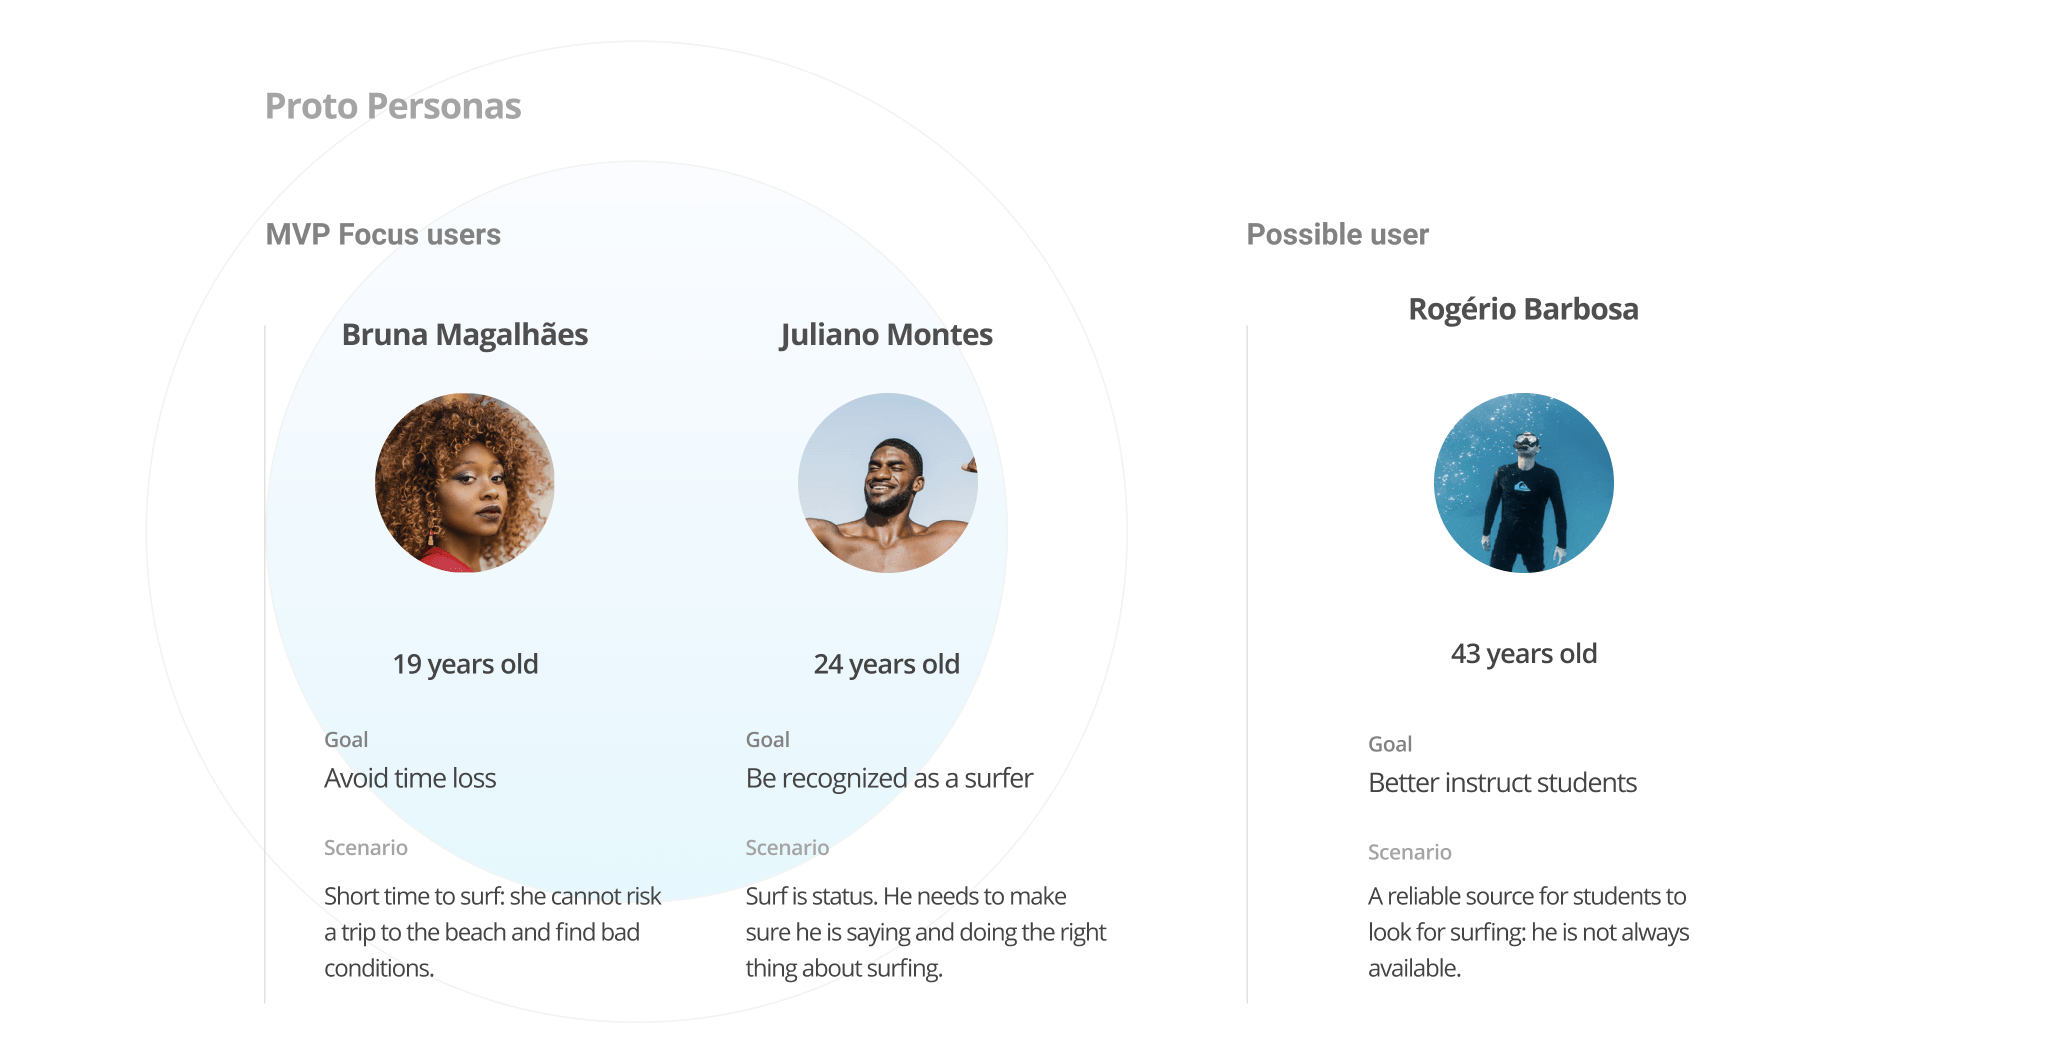 Proto Personas
MVP Focus users
Bruna Magalhães
19 years old
Goal
Avoid time loss
Scenario
Short time to surf: she cannot risk
a trip to the beach and find bad
conditions.
Juliano Montes
24 years old
Goal
Be recognized as a surfer
Scenario
Surf is status. He needs to make
sure he is saying and doing the right
thing about surfing.
Possible user
Rogério Barbosa
43 years old
Goal
Better instruct students
Scenario
A reliable source for students to
look for surfing: he is not always
available.